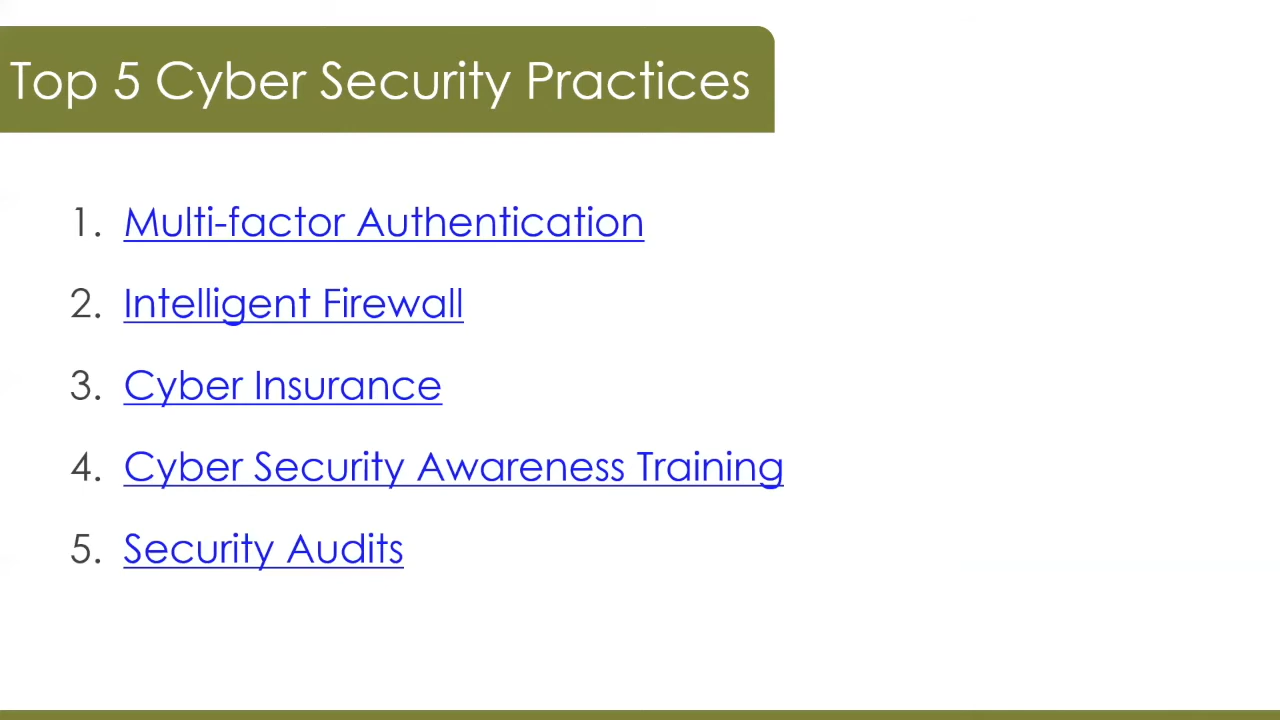 Top 5 Cyber Security Practices
1. Multi-factor Authentication
2. Intelligent Firewall
3. Cyber Insurance
4. Cyber Security Awareness Training
5. Security Audits